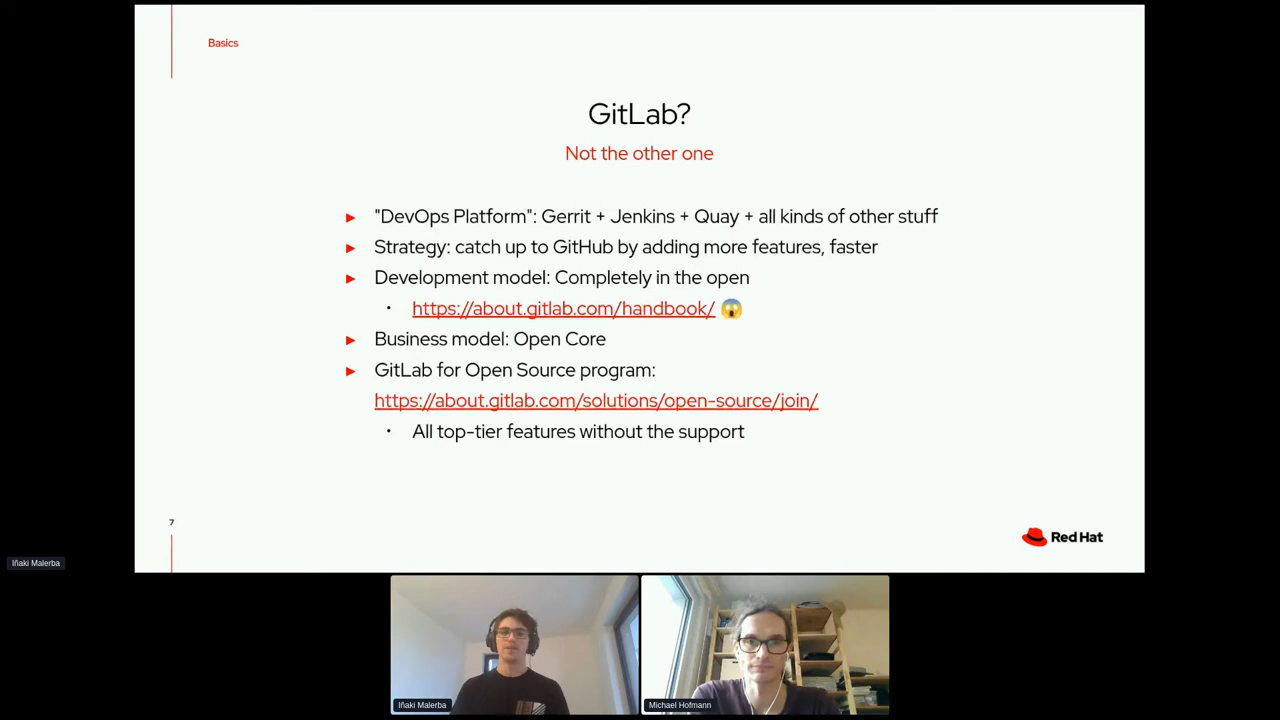 Basics
GitLab?
Not the other one
► "DevOps Platform": Gerrit + Jenkins + Quay + all kinds of other stuff
► Strategy: catch up to GitHub by adding more features, faster
► Development model: Completely in the open
• https://about.gitlab.com/handbook/ 😱
► Business model: Open Core
► GitLab for Open Source program:
https://about.gitlab.com/solutions/open-source/join/
• All top-tier features without the support
7
Red Hat
Iñaki Malerba
Iñaki Malerba
Michael Hofmann